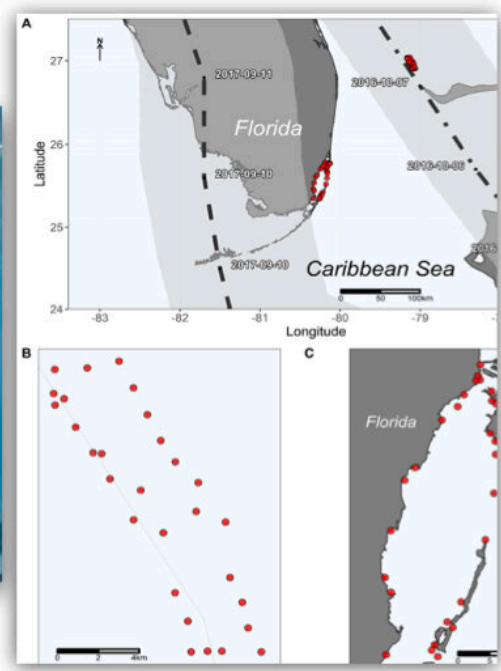 A
N
27
2017-09-11
2016-10-07
Florida
26
2016-10-06
2017-09-10
Latitude
25
2016
2017-09-10
Caribbean Sea
0 50 100km
24
-83 -82 -81 -80 -79
Longitude
B
C
Florida
0 2 4km